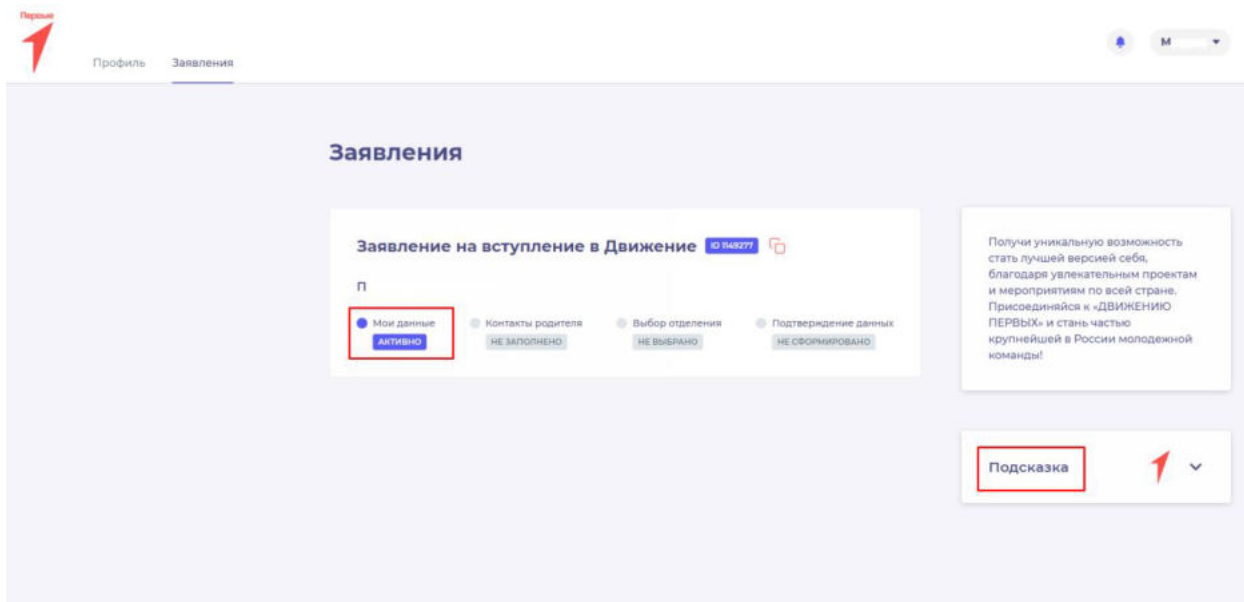 Первые
Профиль Заявления
М
Заявления
Заявление на вступление в Движение ID 1149277
П
Мои данные Контакты родителя Выбор отделения Подтверждение данных
АКТИВНО НЕ ЗАПОЛНЕНО НЕ ВЫБРАНО НЕ СФОРМИРОВАНО
Получи уникальную возможность
стать лучшей версией себя,
благодаря увлекательным проектам
и мероприятиям по всей стране.
Присоединяйся к «ДВИЖЕНИЮ
ПЕРВЫХ» и стань частью
крупнейшей в России молодежной
команды!
Подсказка